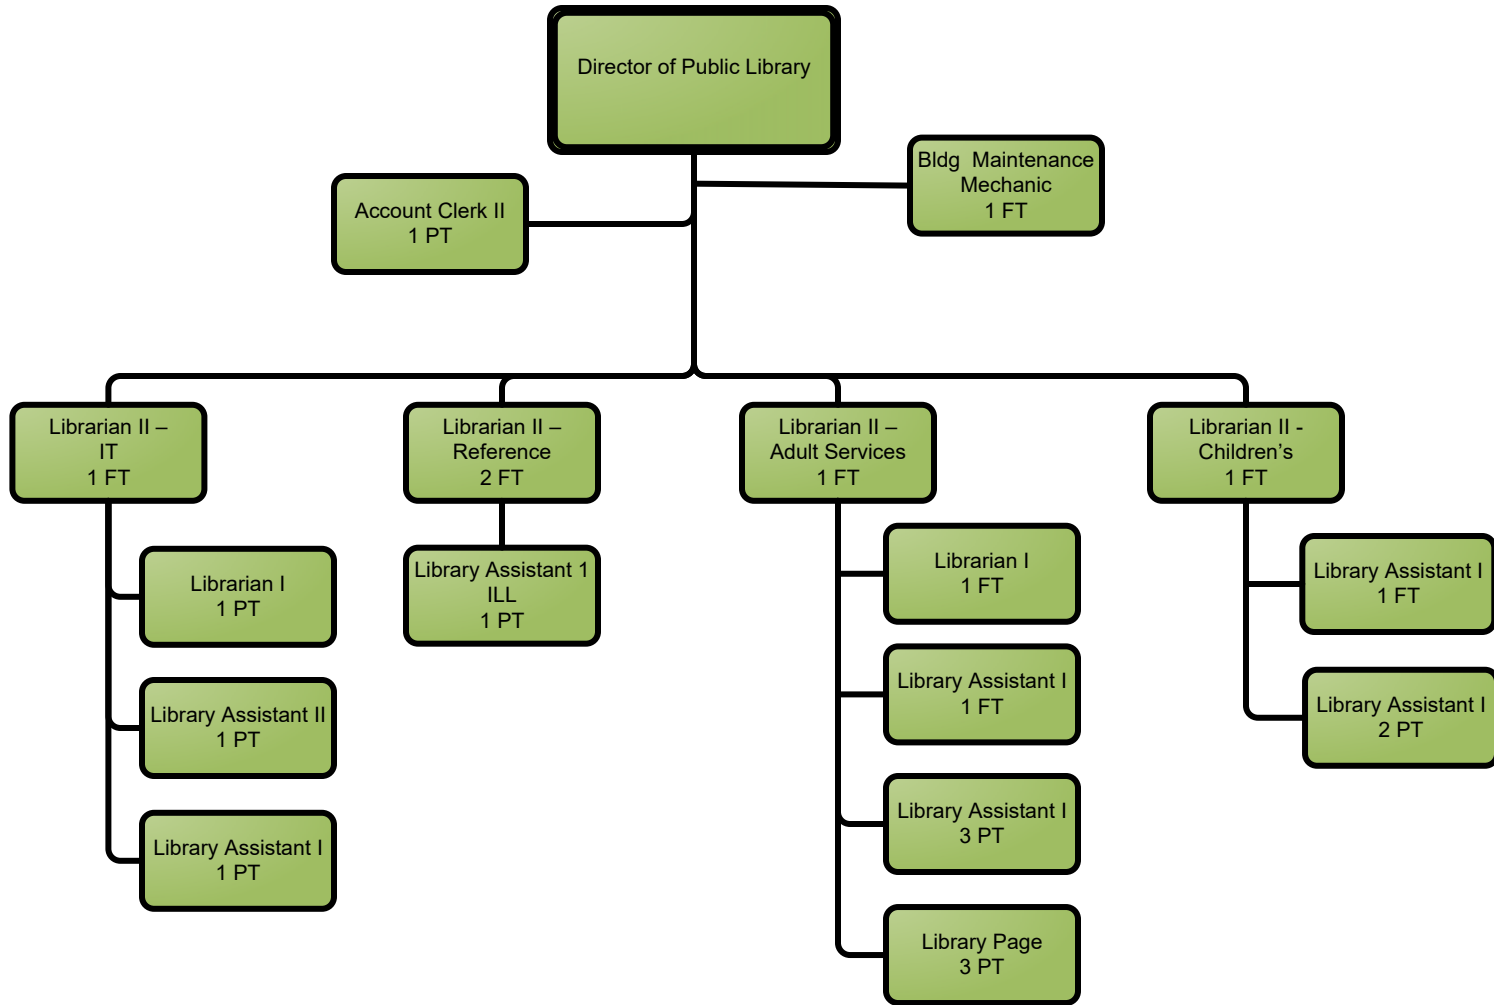 Director of Public Library
Bldg  Maintenance
Mechanic
1 FT
Account Clerk II
1 PT
Librarian II –
IT
1 FT
Librarian II –
Reference
2 FT
Librarian II –
Adult Services
1 FT
Librarian II -
Children’s
1 FT
Librarian I
1 PT
Library Assistant II
1 PT
Library Assistant I
1 PT
Library Assistant 1
ILL
1 PT
Librarian I
1 FT
Library Assistant I
1 FT
Library Assistant I
3 PT
Library Page
3 PT
Library Assistant I
1 FT
Library Assistant I
2 PT